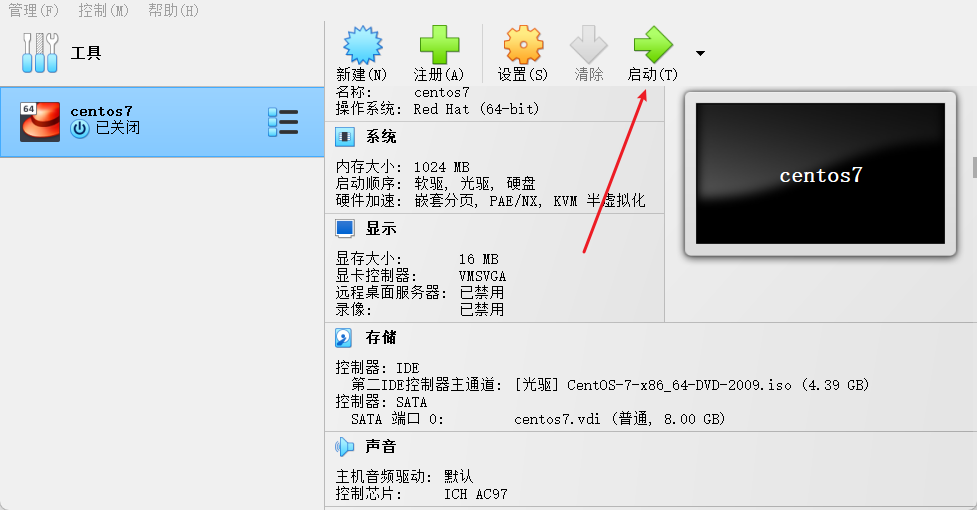 管理(F) 控制(M) 帮助(H)
工具
新建(N) 注册(A) 设置(S) 清除 启动(T)
64
centos7
已关闭
名称: centos7
操作系统: Red Hat (64-bit)
系统
内存大小: 1024 MB
启动顺序: 软驱, 光驱, 硬盘
硬件加速: 嵌套分页, PAE/NX, KVM 半虚拟化
centos7
显示
显存大小: 16 MB
显卡控制器: VMSVGA
远程桌面服务器: 已禁用
录像: 已禁用
存储
控制器: IDE
第二IDE控制器主通道: [光驱] CentOS-7-x86_64-DVD-2009.iso (4.39 GB)
控制器: SATA
SATA 端口 0: centos7.vdi (普通, 8.00 GB)
声音
主机音频驱动: 默认
控制芯片: ICH AC97